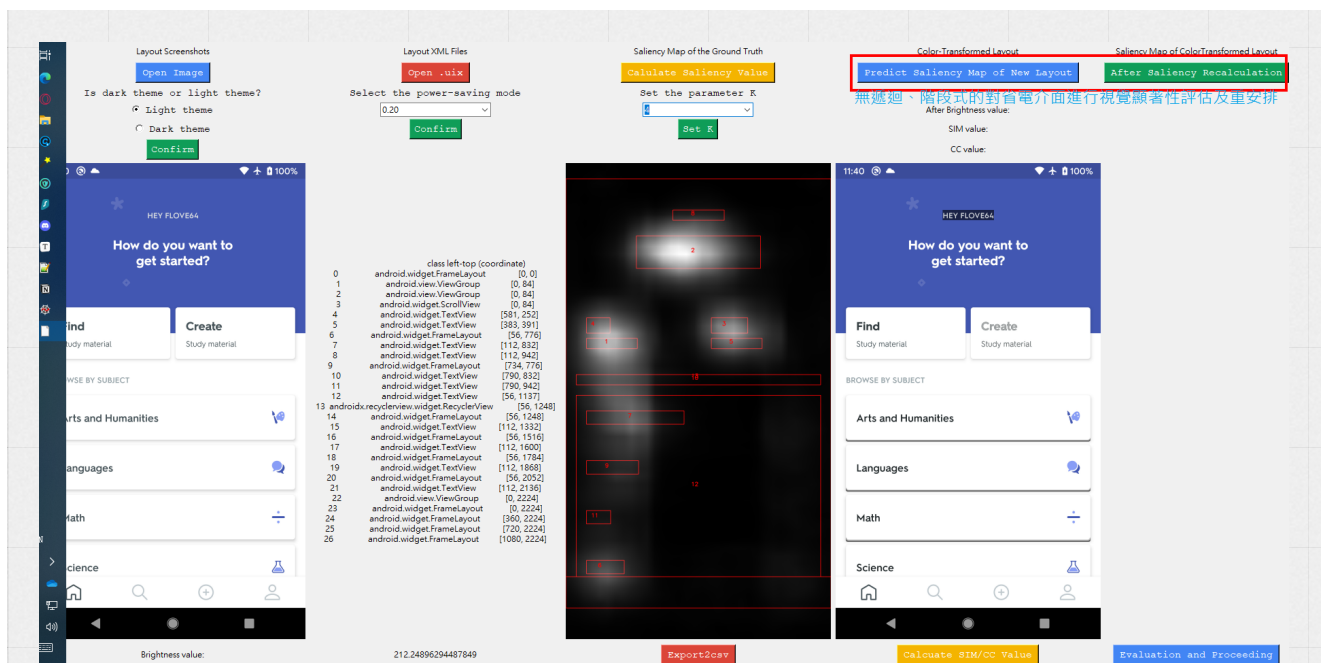 Layout Screenshots
Layout XML Files
Saliency Map of the Ground Truth
Color-Transformed Layout
Saliency Map of ColorTransformed Layout
Open Image
Open .uix
Calulate Saliency Value
Predict Saliency Map of New Layout
After Saliency Recalculation
Is dark theme or light theme?
Select the power-saving mode
Set the parameter K
無遞迴、階段式的對省電介面進行視覺顯著性評估及重安排
Light theme
0.20
After Brightness value:
Dark theme
Confirm
Set K
SIM value:
Confirm
CC value:
100%
HEY FLOVE64
How do you want to
get started?
Find
Create
Study material
Study material
WSE BY SUBJECT
Arts and Humanities
anguages
Math
cience
class left-top (coordinate)
0 android.widget.FrameLayout [0, 0]
1 android.view.ViewGroup [0, 84]
2 android.view.ViewGroup [0, 84]
3 android.widget.ScrollView [0, 84]
4 android.widget.TextView [581, 252]
5 android.widget.TextView [383, 391]
6 android.widget.FrameLayout [56, 776]
7 android.widget.TextView [112, 832]
8 android.widget.TextView [112, 942]
9 android.widget.FrameLayout [734, 776]
10 android.widget.TextView [790, 832]
11 android.widget.TextView [790, 942]
12 android.widget.TextView [56, 1137]
13 androidx.recyclerview.widget.RecyclerView [56, 1248]
14 android.widget.FrameLayout [56, 1248]
15 android.widget.TextView [112, 1332]
16 android.widget.FrameLayout [56, 1516]
17 android.widget.TextView [112, 1600]
18 android.widget.FrameLayout [56, 1784]
19 android.widget.TextView [112, 1868]
20 android.widget.FrameLayout [56, 2052]
21 android.widget.TextView [112, 2136]
22 android.view.ViewGroup [0, 2224]
23 android.widget.FrameLayout [0, 2224]
24 android.widget.FrameLayout [360, 2224]
25 android.widget.FrameLayout [720, 2224]
26 android.widget.FrameLayout [1080, 2224]
2
1
12
11
11:40
100%
HEY FLOVE64
How do you want to
get started?
Find
Create
Study material
Study material
BROWSE BY SUBJECT
Arts and Humanities
Languages
Math
Science
Brightness value:
212.24896294487849
Export2csv
Calcuate SIM/CC Value
Evaluation and Proceeding